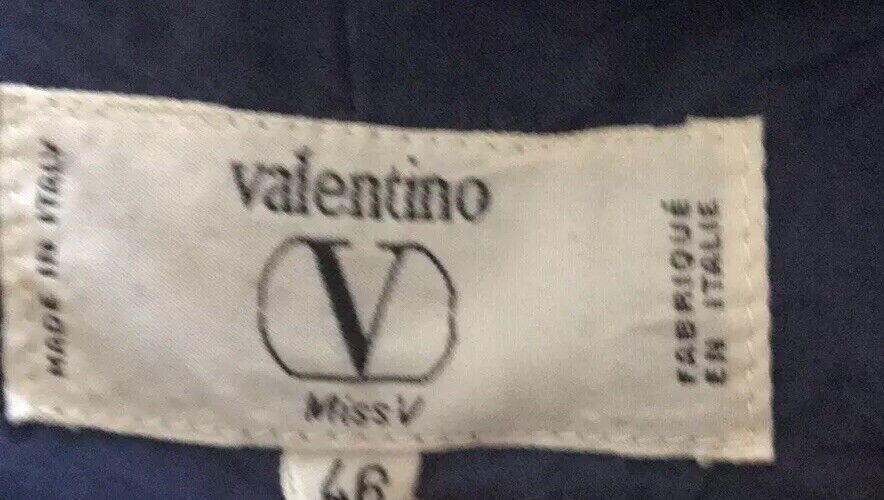 valentino
V
Miss V
MADE IN ITALY
FABRIQUÉ
EN ITALIE
46